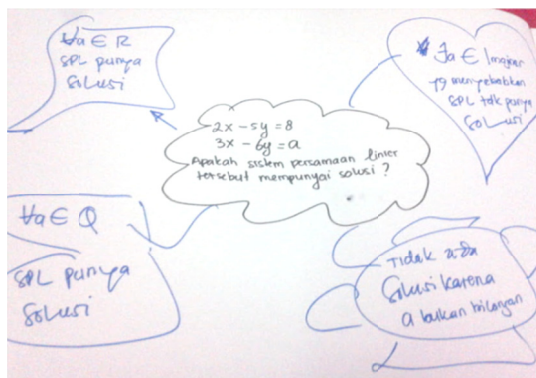 ∀a ∈ R
SPL punya
Solusi
∃a ∈ Imajiner
yg menyebabkan
SPL tdk punya
Solusi
2x - 5y = 8
3x - 6y = a
Apakah sistem persamaan linier
tersebut mempunyai solusi ?
∀a ∈ Q
SPL punya
Solusi
Tidak ada
Solusi karena
a bukan bilangan